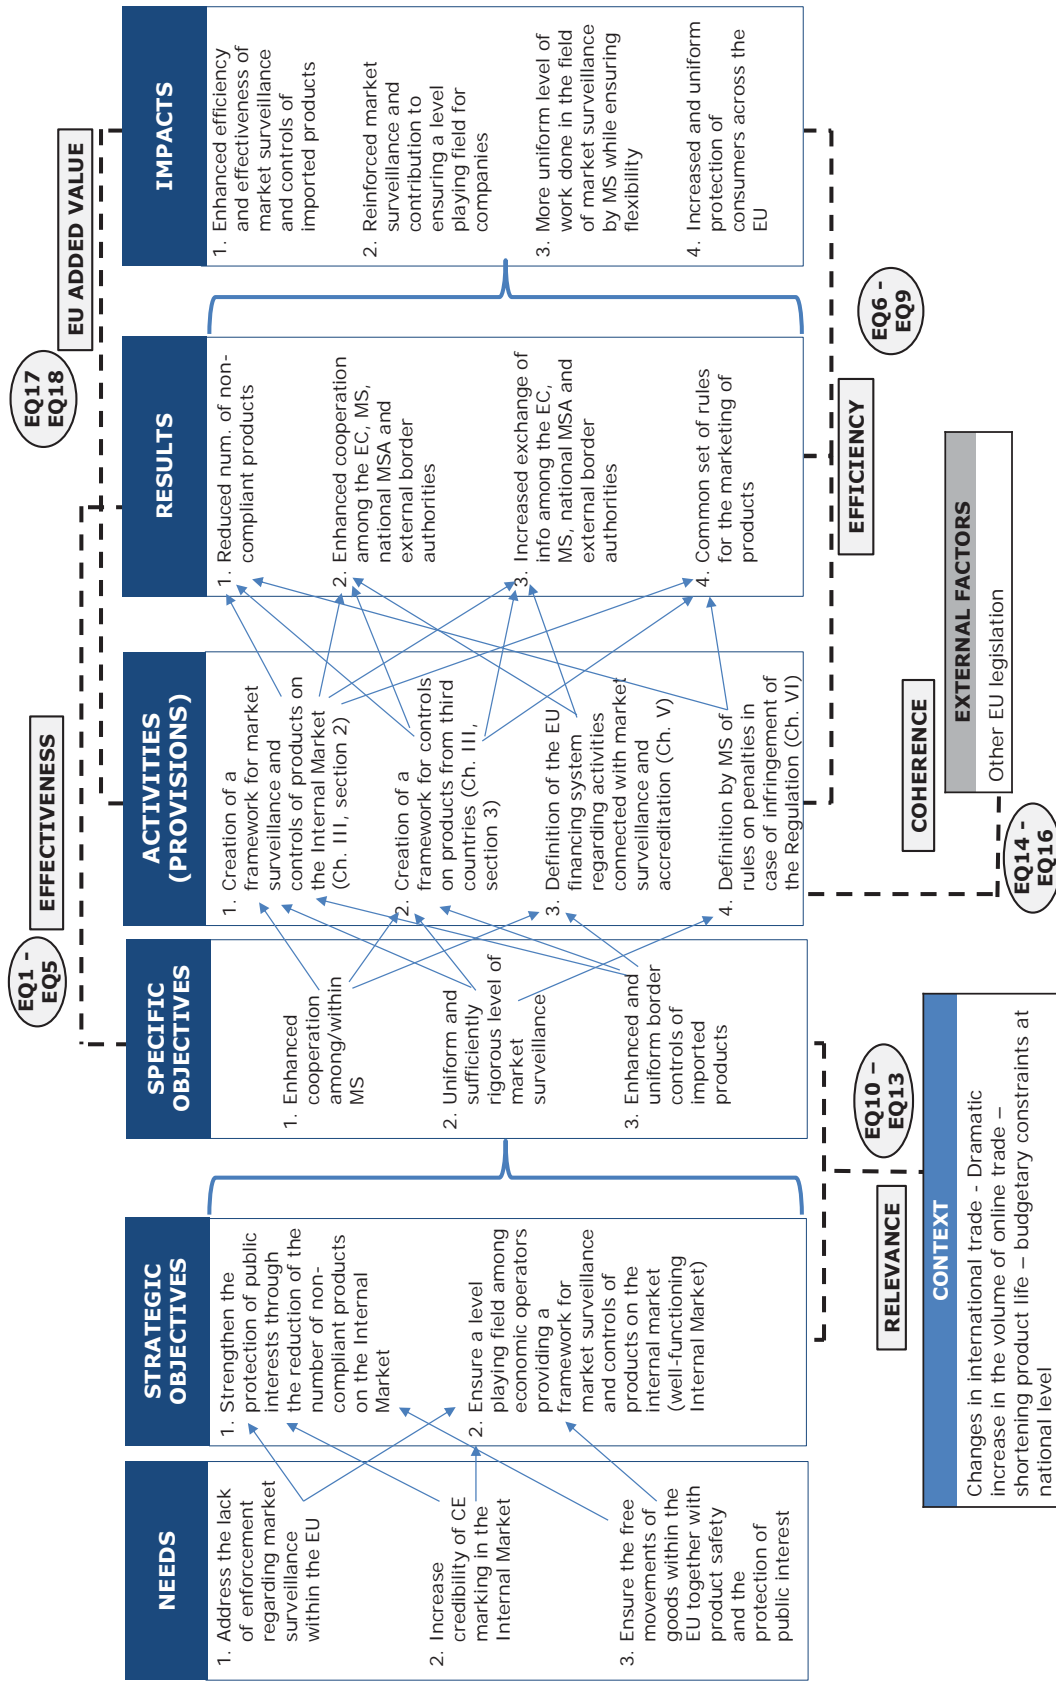 EQ1 -
EQ5
EFFECTIVENESS
EQ17
EQ18
EU ADDED VALUE
NEEDS
1. Address the lack
of enforcement
regarding market
surveillance
within the EU
2. Increase
credibility of CE
marking in the
Internal Market
3. Ensure the free
movements of
goods within the
EU together with
product safety
and the
protection of
public interest
STRATEGIC
OBJECTIVES
1. Strengthen the
protection of public
interests through
the reduction of the
number of non-
compliant products
on the Internal
Market
2. Ensure a level
playing field among
economic operators
providing a
framework for
market surveillance
and controls of
products on the
internal market
(well-functioning
Internal Market)
SPECIFIC
OBJECTIVES
1. Enhanced
cooperation
among/within
MS
2. Uniform and
sufficiently
rigorous level of
market
surveillance
3. Enhanced and
uniform border
controls of
imported
products
ACTIVITIES
(PROVISIONS)
1. Creation of a
framework for market
surveillance and
controls of products on
the Internal Market
(Ch. III, section 2)
2. Creation of a
framework for controls
on products from third
countries (Ch. III,
section 3)
3. Definition of the EU
financing system
regarding activities
connected with market
surveillance and
accreditation (Ch. V)
4. Definition by MS of
rules on penalties in
case of infringement of
the Regulation (Ch. VI)
RESULTS
1. Reduced num. of non-
compliant products
2. Enhanced cooperation
among the EC, MS,
national MSA and
external border
authorities
3. Increased exchange of
info among the EC,
MS, national MSA and
external border
authorities
4. Common set of rules
for the marketing of
products
IMPACTS
1. Enhanced efficiency
and effectiveness of
market surveillance
and controls of
imported products
2. Reinforced market
surveillance and
contribution to
ensuring a level
playing field for
companies
3. More uniform level of
work done in the field
of market surveillance
by MS while ensuring
flexibility
4. Increased and uniform
protection of
consumers across the
EU
RELEVANCE
EQ10 –
EQ13
CONTEXT
Changes in international trade - Dramatic
increase in the volume of online trade –
shortening product life – budgetary constraints at
national level
EQ14 -
EQ16
COHERENCE
EXTERNAL FACTORS
Other EU legislation
EFFICIENCY
EQ6 -
EQ9